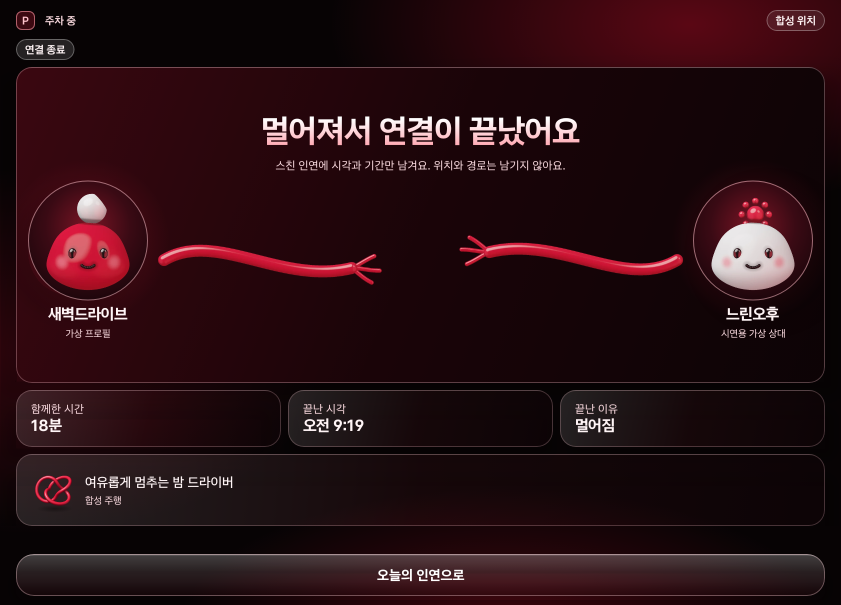 P 주차 중
합성 위치
연결 종료
멀어져서 연결이 끝났어요
스친 인연에 시각과 기간만 남겨요. 위치와 경로는 남기지 않아요.
새벽드라이브
가상 프로필
느린오후
시연용 가상 상대
함께한 시간
18분
끝난 시각
오전 9:19
끝난 이유
멀어짐
여유롭게 멈추는 밤 드라이버
합성 주행
오늘의 인연으로